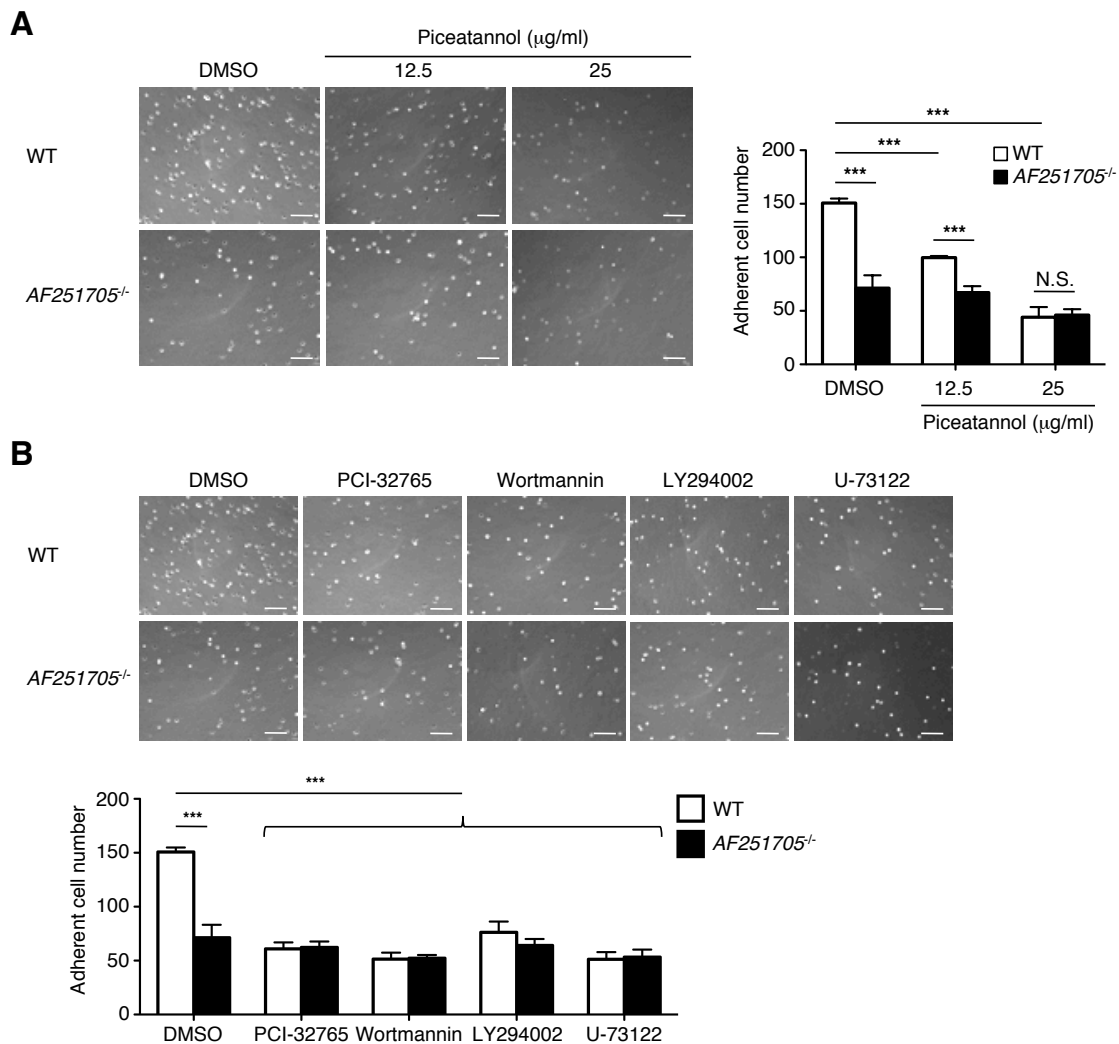 A
Piceatannol (μg/ml)
DMSO 12.5 25
WT
AF251705-/-
***
***
***
***
N.S.
WT
AF251705-/-
Adherent cell number
200
150
100
50
0
DMSO 12.5 25
Piceatannol (μg/ml)
B
DMSO PCI-32765 Wortmannin LY294002 U-73122
WT
AF251705-/-
***
***
WT
AF251705-/-
Adherent cell number
200
150
100
50
0
DMSO PCI-32765 Wortmannin LY294002 U-73122